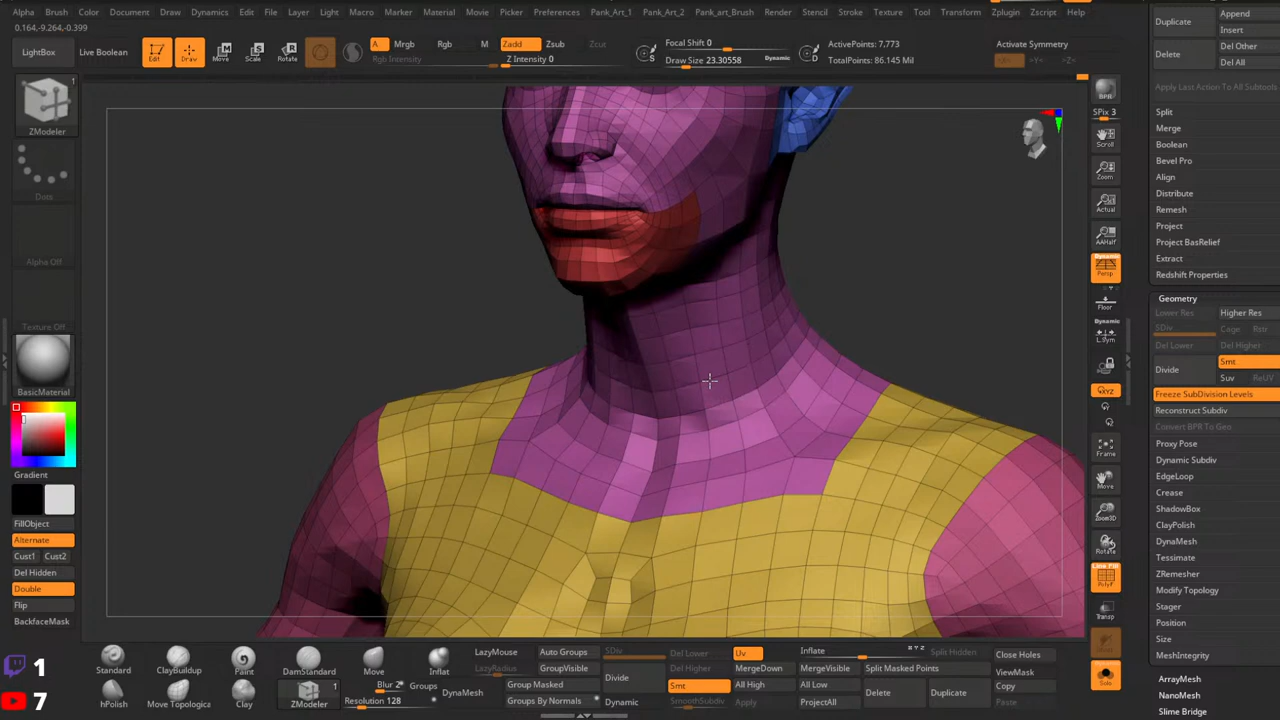 Alpha Brush Color Document Draw Dynamics Edit File Layer Light Macro Marker Material Movie Picker Preferences Pank_Art_1 Pank_Art_2 Pank_art_Brush Render Stencil Stroke Texture Tool Transform Zplugin Zscript Help
0.164,-9.264,-0.399
LightBox
Live Boolean
Edit
Draw
Move
Scale
Rotate
A
Mrgb
Rgb
M
Rgb Intensity
Zadd
Zsub
Zcut
Z Intensity 0
S
Focal Shift 0
Draw Size 23.30558
Dynamic
D
ActivePoints: 7,773
TotalPoints: 86.145 Mil
Activate Symmetry
>X<
>Y<
>Z<
1
ZModeler
Dots
Alpha Off
Texture Off
BasicMaterial
Gradient
FillObject
Alternate
Cust1 Cust2
Del Hidden
Double
Flip
BackfaceMask
BPR
SPix 3
Scroll
Zoom
Actual
AAHalf
Dynamic
Persp
Floor
Dynamic
L.Sym
Frame
Move
Zoom3D
Rotate
Line Fill
PolyF
Transp
Solo
Duplicate
Append
Insert
Delete
Del Other
Del All
Apply Last Action To All Subtools
Split
Merge
Boolean
Bevel Pro
Align
Distribute
Remesh
Project
Project BasRelief
Extract
Redshift Properties
Geometry
Lower Res
Higher Res
SDiv
Cage
Rstr
Del Lower
Del Higher
Divide
Smt
Suv
ReUV
Freeze SubDivision Levels
Reconstruct Subdiv
Convert BPR To Geo
Proxy Pose
Dynamic Subdiv
EdgeLoop
Crease
ShadowBox
ClayPolish
DynaMesh
Tessimate
ZRemesher
Modify Topology
Stager
Position
Size
MeshIntegrity
ArrayMesh
NanoMesh
Slime Bridge
1
7
Standard
ClayBuildup
Paint
DamStandard
Move
Inflat
hPolish
Move Topologica
Clay
1
ZModeler
LazyMouse
LazyRadius
Blur 2
Groups
DynaMesh
Resolution 128
Auto Groups
GroupVisible
Group Masked
Groups By Normals
SDiv
Divide
Dynamic
Del Lower
Del Higher
Smt
SmoothSubdiv
Uv
MergeDown
All High
Apply
Inflate
X Y Z
MergeVisible
All Low
ProjectAll
Split Hidden
Split Masked Points
Delete
Duplicate
Close Holes
ViewMask
Copy
Paste